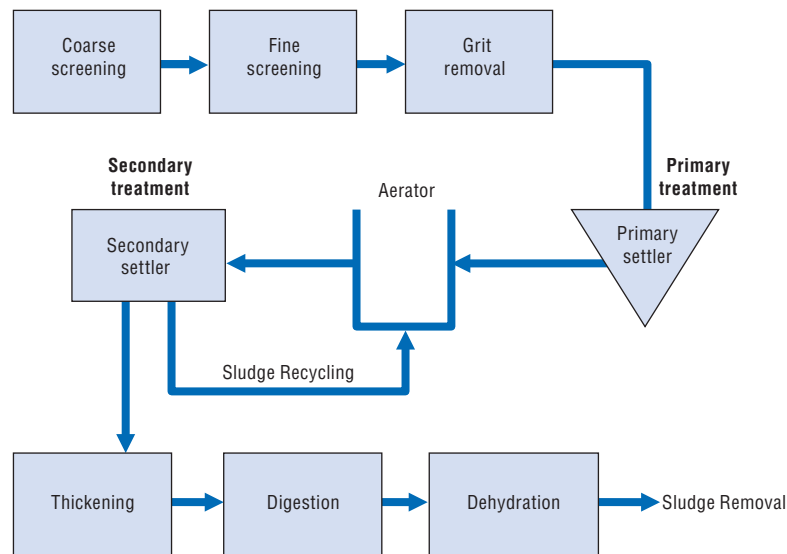 Coarse
screening
Fine
screening
Grit
removal
Secondary
treatment
Aerator
Primary
treatment
Secondary
settler
Primary
settler
Sludge Recycling
Thickening
Digestion
Dehydration
Sludge Removal